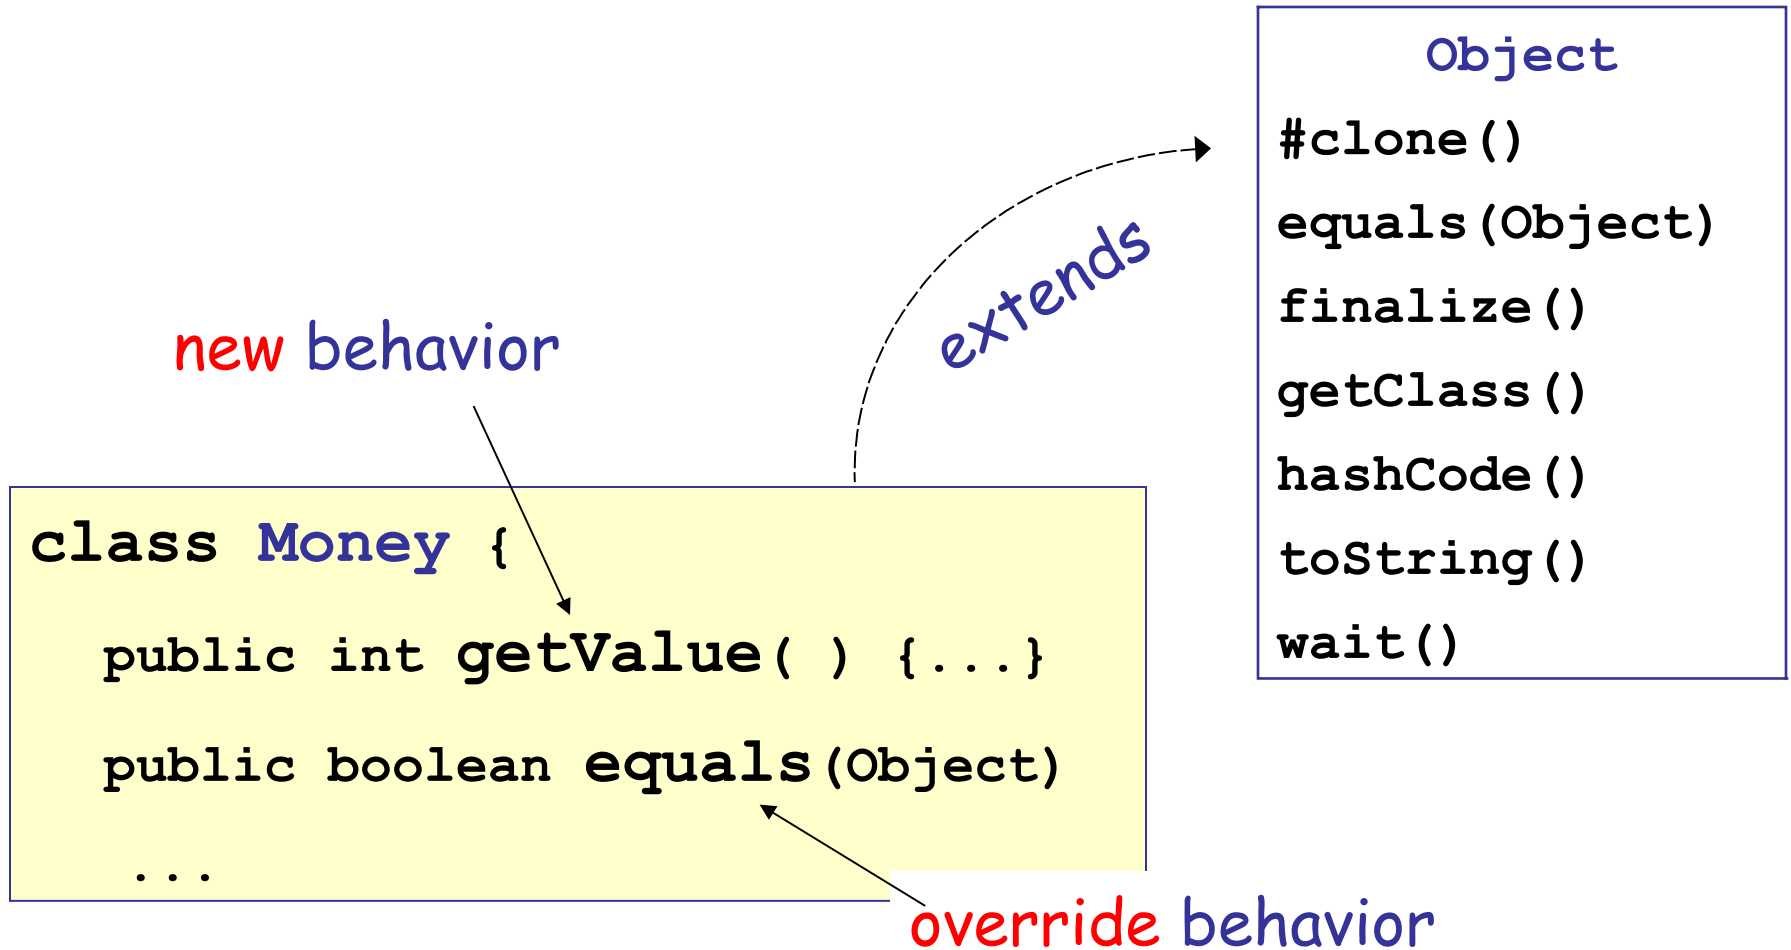 Object
#clone()
equals(Object)
finalize()
getClass()
hashCode()
toString()
wait()
extends
new behavior
class Money {
public int getValue( ) {...}
public boolean equals(Object)
...
override behavior